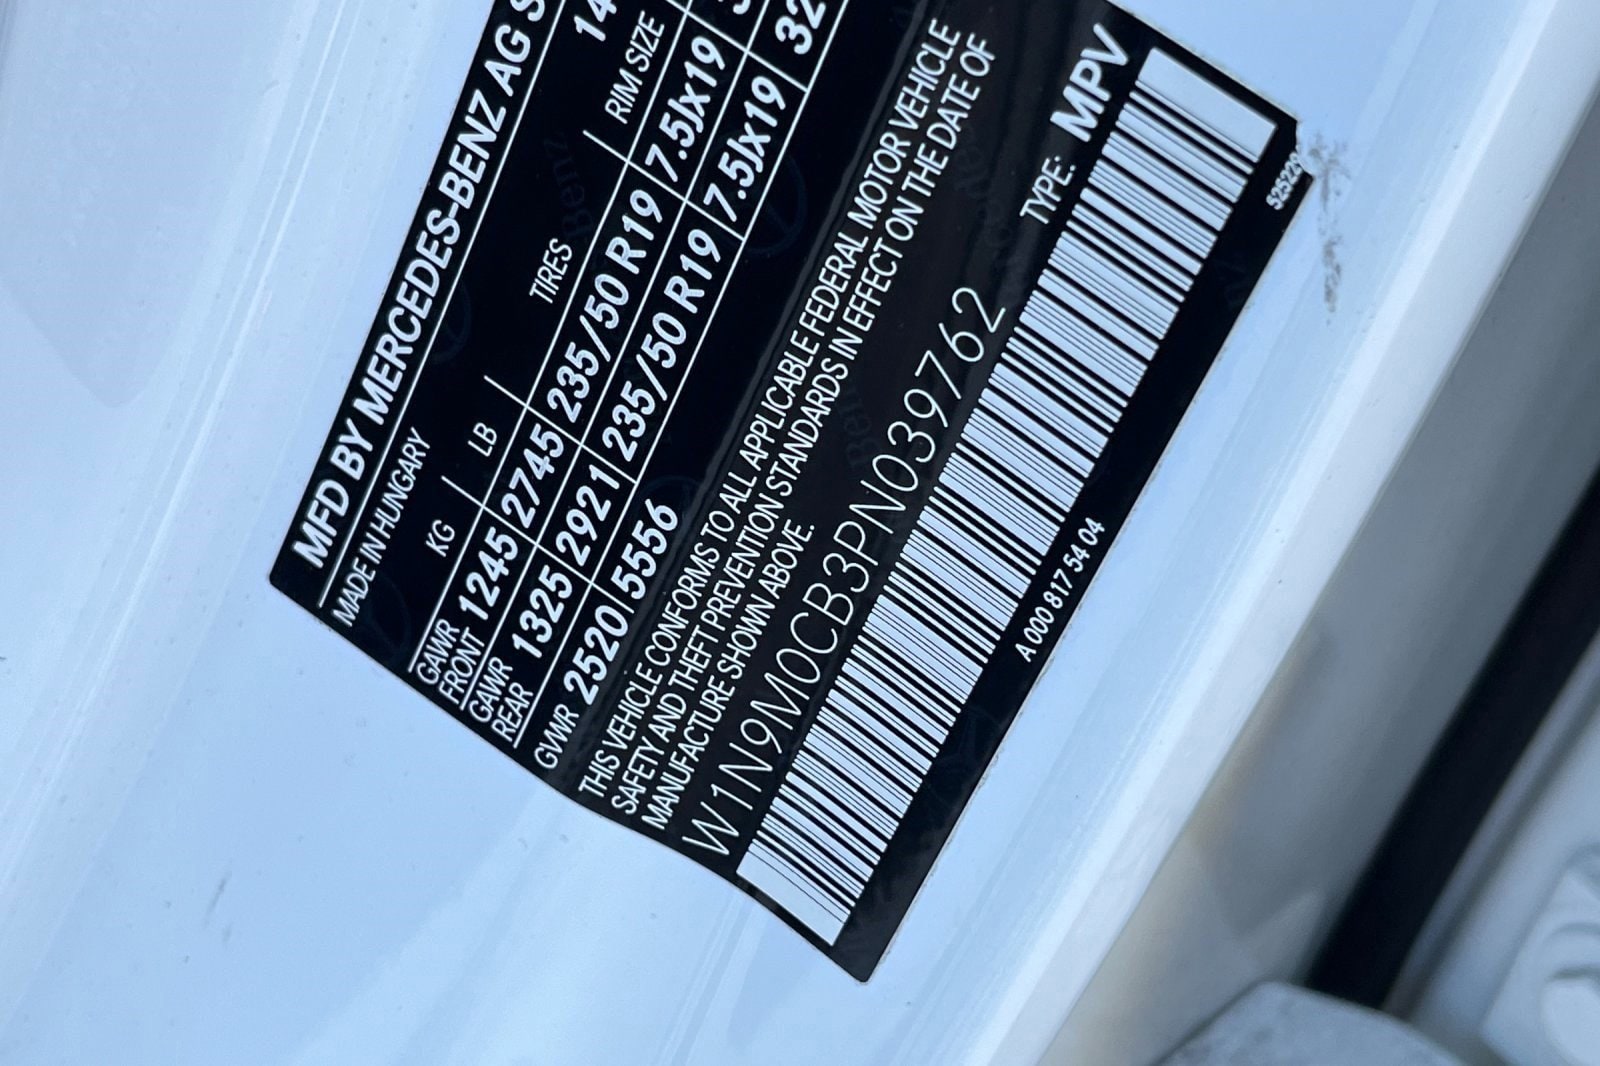 MFD BY MERCEDES-BENZ AG
MADE IN HUNGARY
KG LB TIRES RIM SIZE
GAWR FRONT 1245 2745 235/50 R19 7.5Jx19
GAWR REAR 1325 2921 235/50 R19 7.5Jx19 32
GVWR 2520 5556
THIS VEHICLE CONFORMS TO ALL APPLICABLE FEDERAL MOTOR VEHICLE
SAFETY AND THEFT PREVENTION STANDARDS IN EFFECT ON THE DATE OF
MANUFACTURE SHOWN ABOVE.
W1N9M0CB3PN039762 TYPE: MPV
A 000 817 54 04